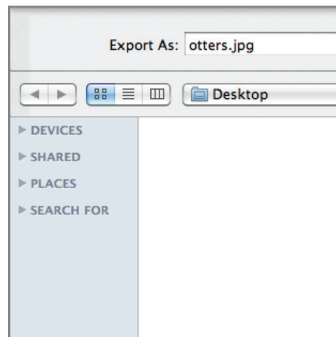 Export As: otters.jpg
Desktop
DEVICES
SHARED
PLACES
SEARCH FOR